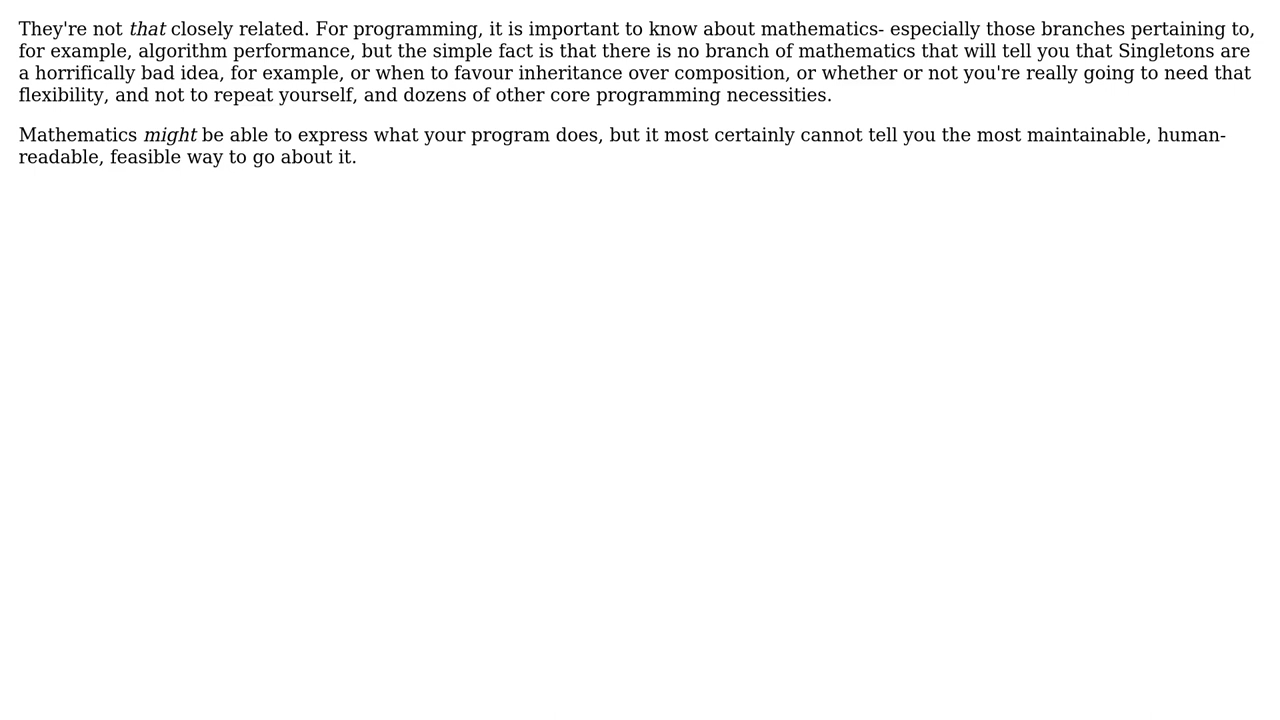 They're not that closely related. For programming, it is important to know about mathematics- especially those branches pertaining to,
for example, algorithm performance, but the simple fact is that there is no branch of mathematics that will tell you that Singletons are
a horrifically bad idea, for example, or when to favour inheritance over composition, or whether or not you're really going to need that
flexibility, and not to repeat yourself, and dozens of other core programming necessities.
Mathematics might be able to express what your program does, but it most certainly cannot tell you the most maintainable, human-
readable, feasible way to go about it.